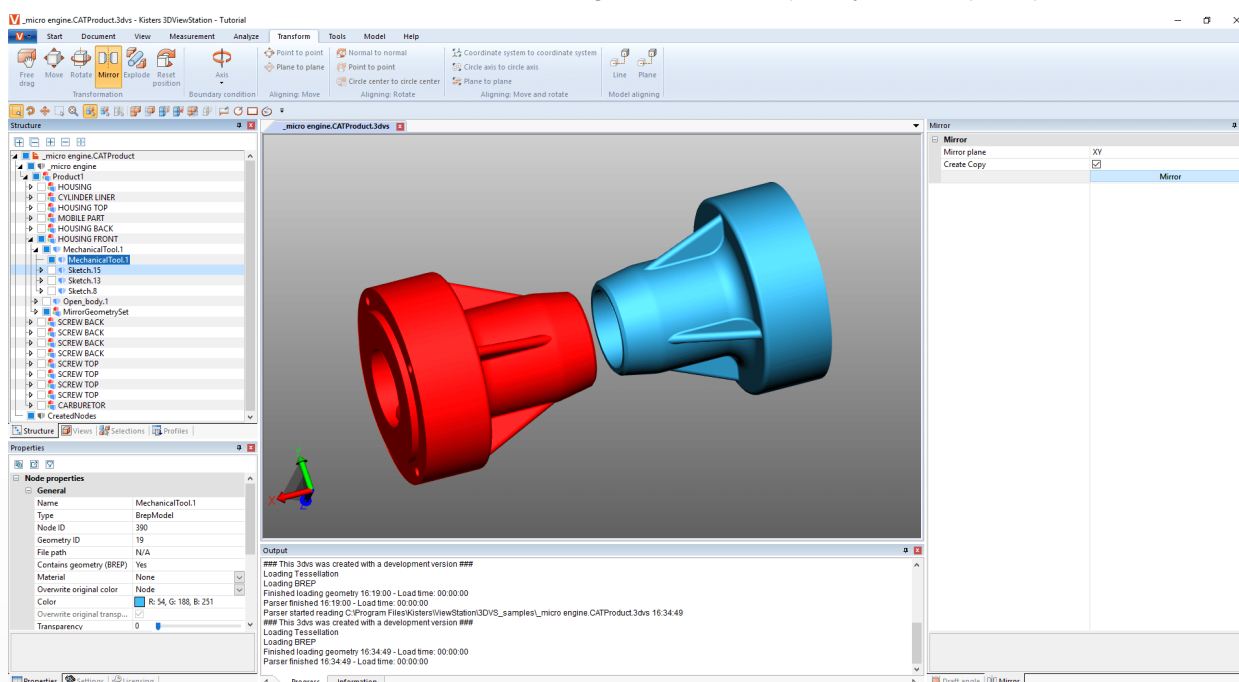 _micro engine.CATProduct.3dvs - Kisters 3DViewStation - Tutorial
Start Document View Measurement Analyze Transform Tools Model Help
Free drag
Move
Rotate
Mirror
Explode
Reset position
Transformation
Axis
Boundary condition
Point to point
Plane to plane
Aligning: Move
Normal to normal
Point to point
Circle center to circle center
Aligning: Rotate
Coordinate system to coordinate system
Circle axis to circle axis
Plane to plane
Aligning: Move and rotate
Line
Plane
Model aligning
Structure
_micro engine.CATProduct
_micro engine
Product1
HOUSING
CYLINDER LINER
HOUSING TOP
MOBILE PART
HOUSING BACK
HOUSING FRONT
MechanicalTool.1
MechanicalTool.1
Sketch.15
Sketch.13
Sketch.8
Open_body.1
MirrorGeometrySet
SCREW BACK
SCREW BACK
SCREW BACK
SCREW BACK
SCREW TOP
SCREW TOP
SCREW TOP
SCREW TOP
CARBURETOR
CreatedNodes
Structure Views Selections Profiles
Properties
Node properties
General
Name MechanicalTool.1
Type BrepModel
Node ID 390
Geometry ID 19
File path N/A
Contains geometry (BREP) Yes
Material None
Overwrite original color Node
Color R: 54, G: 188, B: 251
Overwrite original transp...
Transparency 0
Properties Settings Licensing
_micro engine.CATProduct.3dvs
X
Z
Output
### This 3dvs was created with a development version ###
Loading Tessellation
Loading BREP
Finished loading geometry 16:19:00 - Load time: 00:00:00
Parser finished 16:19:00 - Load time: 00:00:00
Parser started reading C:\Program Files\Kisters\ViewStation\3DVS_samples\_micro engine.CATProduct.3dvs 16:34:49
### This 3dvs was created with a development version ###
Loading Tessellation
Loading BREP
Finished loading geometry 16:34:49 - Load time: 00:00:00
Parser finished 16:34:49 - Load time: 00:00:00
Progress Information
Mirror
Mirror
Mirror plane XY
Create Copy
Mirror
Draft angle Mirror